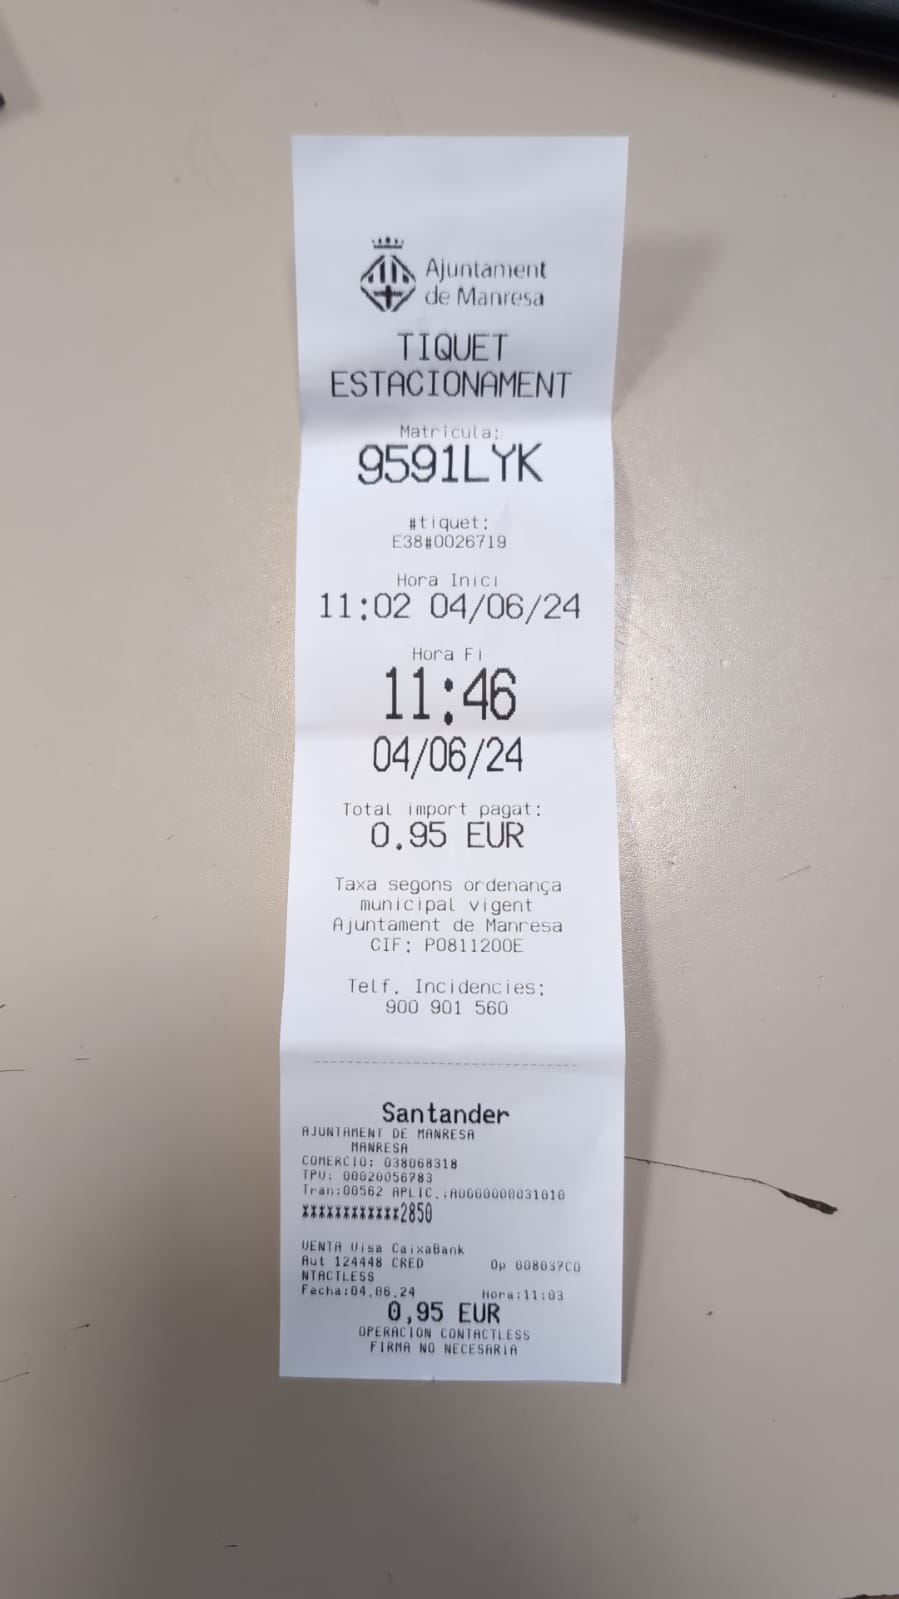 Ajuntament
de Manresa
TIQUET
ESTACIONAMENT
Matrícula:
9591LYK
#tiquet:
E38#0026719
Hora Inici
11:02 04/06/24
Hora Fi
11:46
04/06/24
Total import pagat:
0.95 EUR
Taxa segons ordenança
municipal vigent
Ajuntament de Manresa
CIF: P0811200E
Telf. Incidencies:
900 901 560
Santander
AJUNTAMENT DE MANRESA
MANRESA
COMERCIO: 038068318
TPV: 00020056783
Tran:00562 APLIC.:A0000000031010
************2850
VENTA Visa CaixaBank
Aut 124448 CRED Op 008037CO
NTACTLESS
Fecha:04.06.24 Hora:11:03
0,95 EUR
OPERACION CONTACTLESS
FIRMA NO NECESARIA